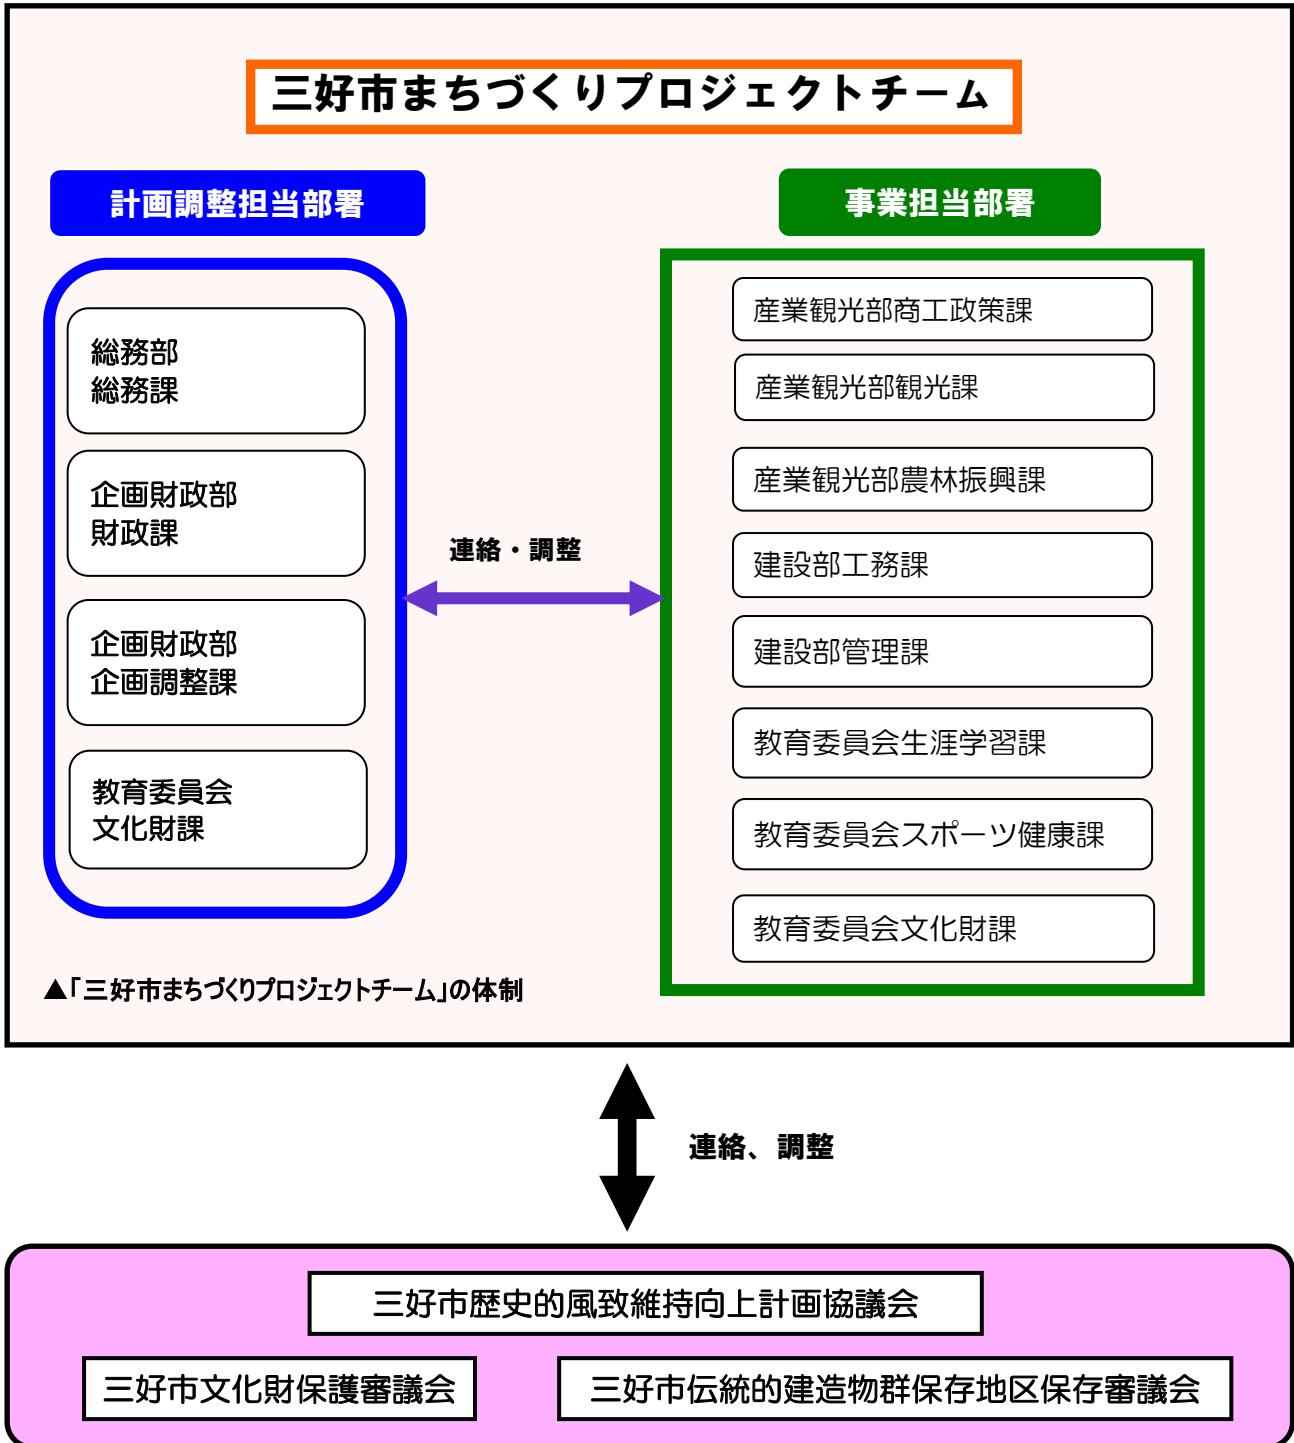 三好市まちづくりプロジェクトチーム
計画調整担当部署
総務部
総務課
企画財政部
財政課
企画財政部
企画調整課
教育委員会
文化財課
連絡・調整
事業担当部署
産業観光部商工政策課
産業観光部観光課
産業観光部農林振興課
建設部工務課
建設部管理課
教育委員会生涯学習課
教育委員会スポーツ健康課
教育委員会文化財課
▲「三好市まちづくりプロジェクトチーム」の体制
連絡、調整
三好市歴史的風致維持向上計画協議会
三好市文化財保護審議会
三好市伝統的建造物群保存地区保存審議会